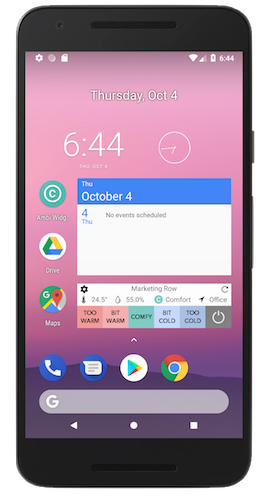 6:44
Thursday, Oct 4
6:44
THU, OCT 4
Thu
October 4
4
Thu
No events scheduled
Ambi Widg
Drive
Maps
Marketing Row
24.5° 55.0% C Comfort Office
TOO WARM
BIT WARM
COMFY
BIT COLD
TOO COLD
G